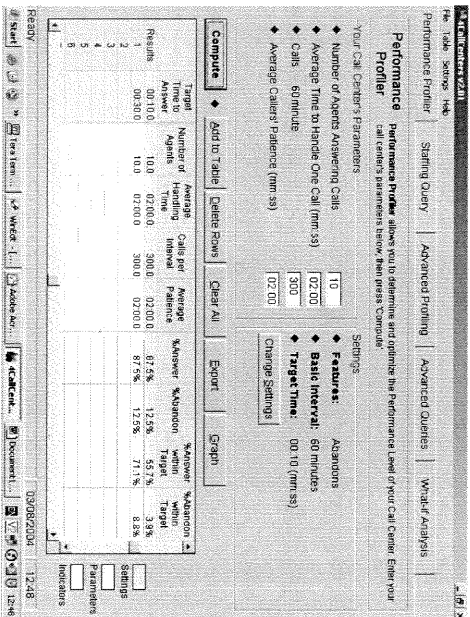 4CallCenters v2.01
File Table Settings Help
Performance Profiler Staffing Query Advanced Profiling Advanced Queries What-if Analysis
Performance Profiler
Performance Profiler allows you to determine and optimize the Performance Level of your Call Center. Enter your call center's parameters below, then press 'Compute'
Your Call Center's Parameters
Number of Agents Answering Calls 10
Average Time to Handle One Call (mm:ss) 02:00
Calls 60 minute 300
Average Callers' Patience (mm:ss) 02:00
Settings
Features: Abandons
Basic Interval: 60 minutes
Target Time: 00:10 (mm:ss)
Change Settings
Compute Add to Table Delete Rows Clear All Export Graph
Target Time to Answer Number of Agents Average Handling Time Calls per Interval Average Patience %Answer %Abandon %Answer within Target %Abandon within Target
Results 00:10.0 10.0 02:00.0 300.0 02:00.0 87.5% 12.5% 55.7% 3.9%
1 00:30.0 10.0 02:00.0 300.0 02:00.0 87.5% 12.5% 71.1% 8.8%
2
3
4
5
6
Settings
Parameters
Indicators
Ready 03/08/2004 12:48
Start Tera Term ... WinEdt - [... Adobe Acr... 4CallCent... Document... 12:48